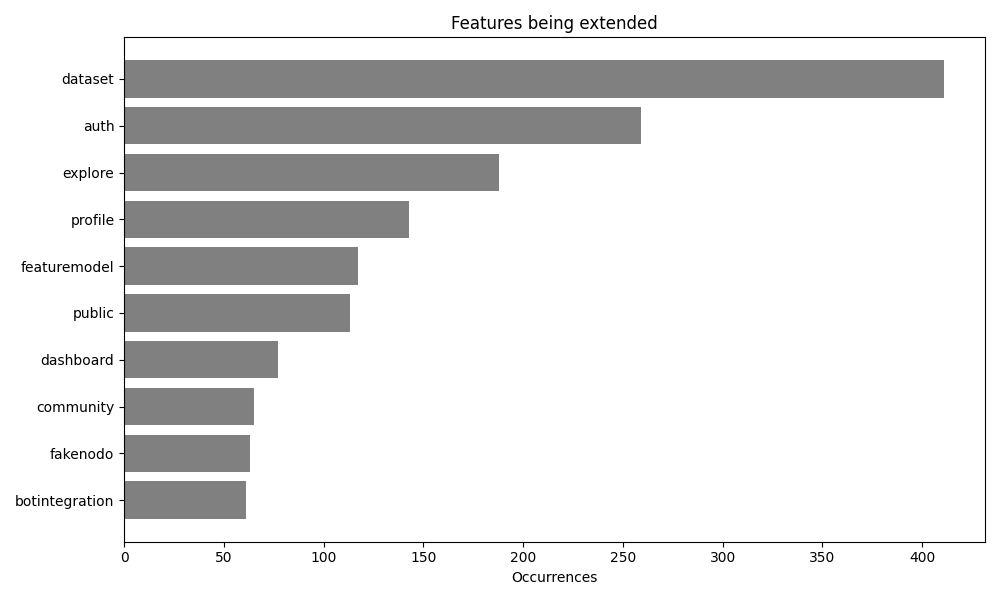 Features being extended
dataset
auth
explore
profile
featuremodel
public
dashboard
community
fakenodo
botintegration
0 50 100 150 200 250 300 350 400
Occurrences